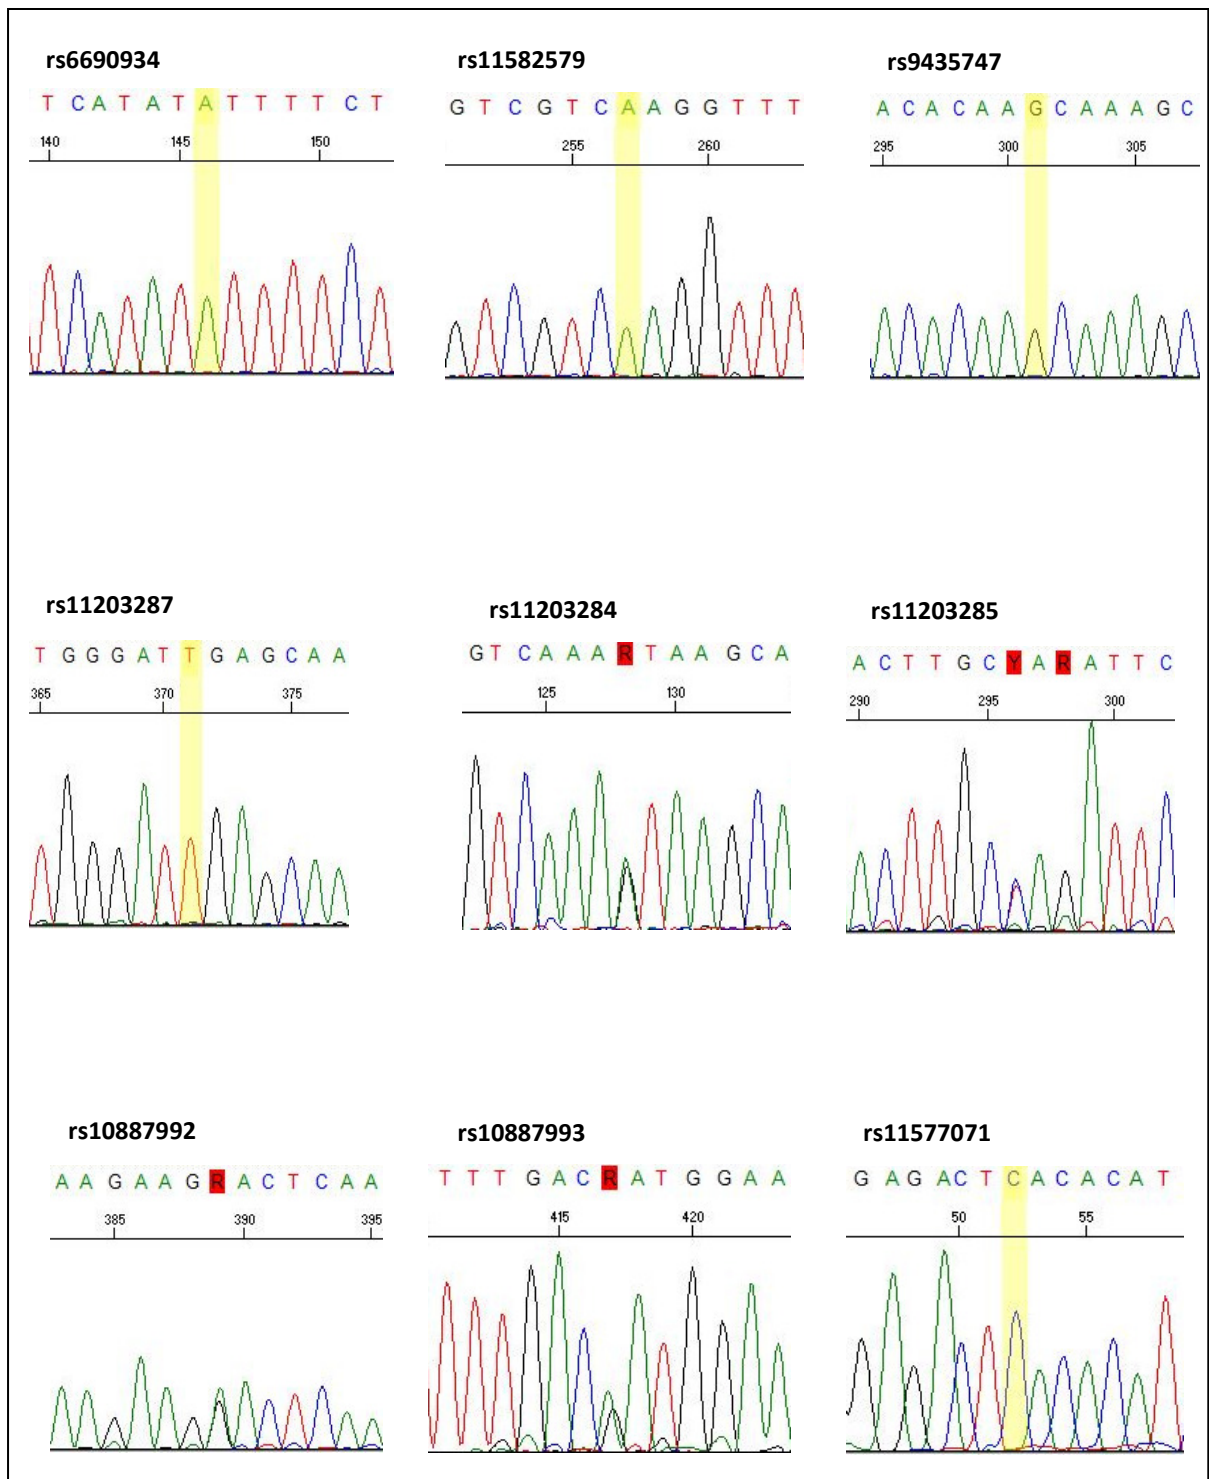 rs6690934
rs11582579
rs9435747
T C A T A T A T T T T C T
G T C G T C A A G G T T T
A C A C A A G C A A A G C
140 145 150
255 260
295 300 305
rs11203287
rs11203284
rs11203285
T G G G A T T G A G C A A
G T C A A A R T A A G C A
A C T T G C Y A R A T T C
365 370 375
125 130
290 295 300
rs10887992
rs10887993
rs11577071
A A G A A G R A C T C A A
T T T G A C R A T G G A A
G A G A C T C A C A C A T
385 390 395
415 420
50 55